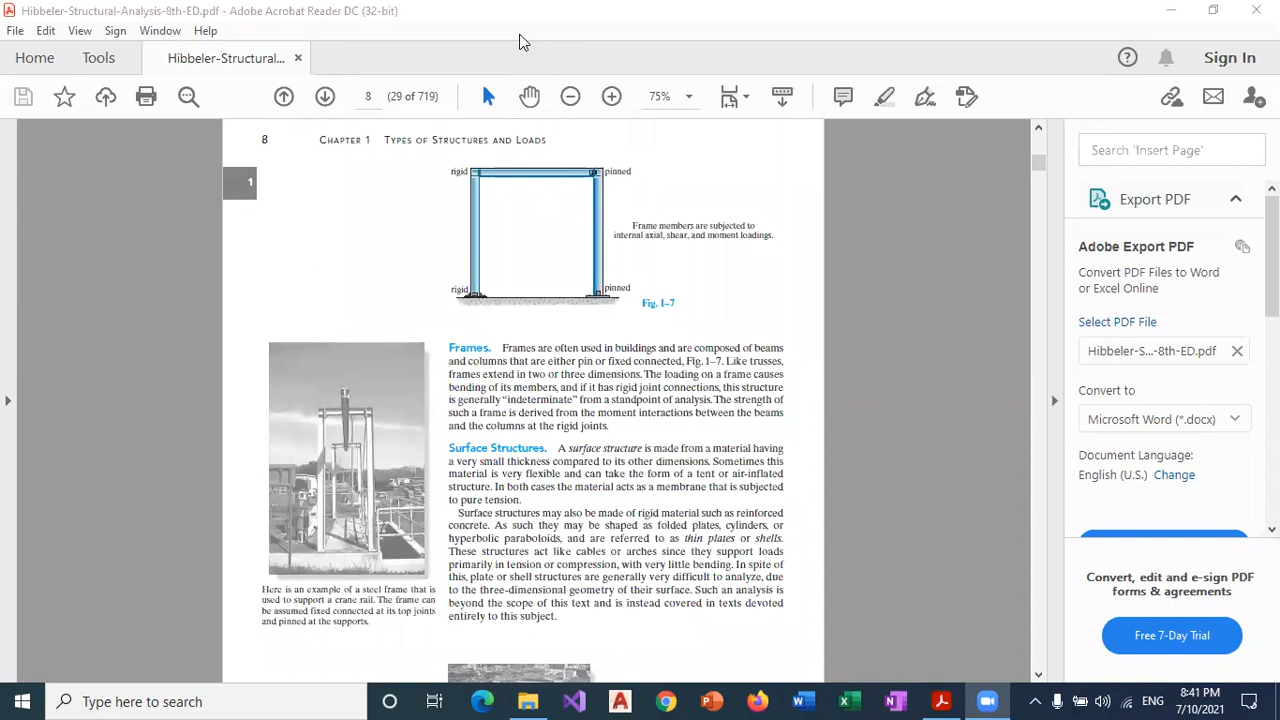 Hibbeler-Structural-Analysis-8th-ED.pdf - Adobe Acrobat Reader DC (32-bit)
File Edit View Sign Window Help
Home Tools Hibbeler-Structural... Sign In
8 (29 of 719) 75%
8 CHAPTER 1 TYPES OF STRUCTURES AND LOADS
1
rigid pinned
Frame members are subjected to
internal axial, shear, and moment loadings.
rigid pinned
Fig. 1–7
Frames. Frames are often used in buildings and are composed of beams
and columns that are either pin or fixed connected, Fig. 1–7. Like trusses,
frames extend in two or three dimensions. The loading on a frame causes
bending of its members, and if it has rigid joint connections, this structure
is generally “indeterminate” from a standpoint of analysis. The strength of
such a frame is derived from the moment interactions between the beams
and the columns at the rigid joints.
Surface Structures. A surface structure is made from a material having
a very small thickness compared to its other dimensions. Sometimes this
material is very flexible and can take the form of a tent or air-inflated
structure. In both cases the material acts as a membrane that is subjected
to pure tension.
Surface structures may also be made of rigid material such as reinforced
concrete. As such they may be shaped as folded plates, cylinders, or
hyperbolic paraboloids, and are referred to as thin plates or shells.
These structures act like cables or arches since they support loads
primarily in tension or compression, with very little bending. In spite of
this, plate or shell structures are generally very difficult to analyze, due
to the three-dimensional geometry of their surface. Such an analysis is
beyond the scope of this text and is instead covered in texts devoted
entirely to this subject.
Here is an example of a steel frame that is
used to support a crane rail. The frame can
be assumed fixed connected at its top joints
and pinned at the supports.
Search 'Insert Page'
Export PDF
Adobe Export PDF
Convert PDF Files to Word
or Excel Online
Select PDF File
Hibbeler-S...-8th-ED.pdf
Convert to
Microsoft Word (*.docx)
Document Language:
English (U.S.) Change
Convert, edit and e-sign PDF
forms & agreements
Free 7-Day Trial
Type here to search
ENG
8:41 PM
7/10/2021